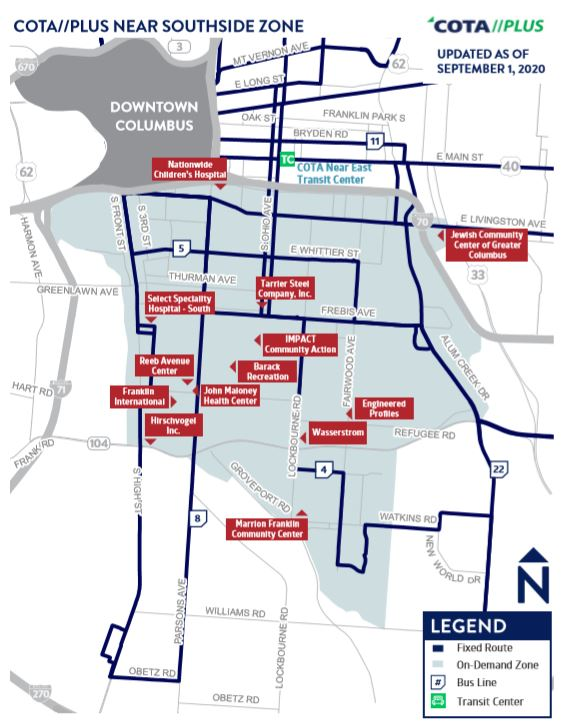 COTA//PLUS NEAR SOUTHSIDE ZONE
COTA//PLUS
UPDATED AS OF
SEPTEMBER 1, 2020
3
MT VERNON AVE
670
62
E LONG ST
DOWNTOWN
COLUMBUS
OAK ST
FRANKLIN PARK S
BRYDEN RD
11
E MAIN ST
40
TC
COTA Near East
Transit Center
Nationwide
Children's Hospital
62
S FRONT ST
S 3RD ST
S OHIO AVE
70
E LIVINGSTON AVE
Jewish Community
Center of Greater
Columbus
HARMON AVE
5
E WHITTIER ST
33
THURMAN AVE
Tarrier Steel
Company, Inc.
GREENLAWN AVE
Select Speciality
Hospital - South
FREBIS AVE
IMPACT
Community Action
FAIRWOOD AVE
ALUM CREEK DR
Reeb Avenue
Center
Barack
Recreation
HART RD
71
Franklin
International
John Maloney
Health Center
LOCKBOURNE RD
Engineered
Profiles
Hirschvogel
Inc.
Wasserstrom
REFUGEE RD
FRANK RD
104
S HIGH ST
GROVEPORT RD
4
22
8
WATKINS RD
Marrion Franklin
Community Center
NEW WORLD DR
N
PARSONS AVE
WILLIAMS RD
LOCKBOURNE RD
LEGEND
Fixed Route
On-Demand Zone
# Bus Line
Transit Center
OBETZ RD
270
OBETZ RD